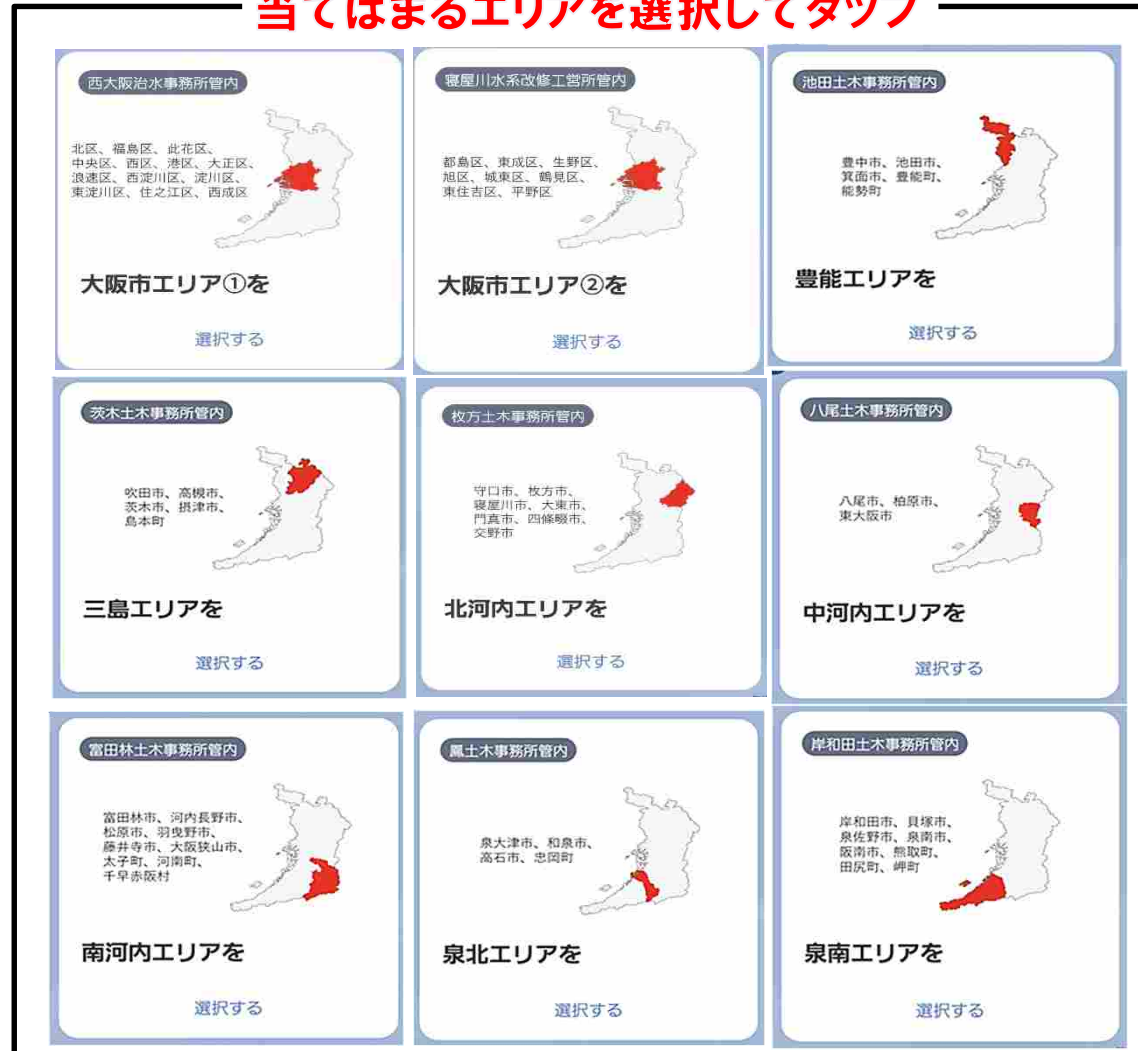 当てはまるエリアを選択してタップ
西大阪治水事務所管内
北区、福島区、此花区、
中央区、西区、港区、大正区、
浪速区、西淀川区、淀川区、
東淀川区、住之江区、西成区
大阪市エリア①を
選択する
寝屋川水系改修工営所管内
都島区、東成区、生野区、
旭区、城東区、鶴見区、
東住吉区、平野区
大阪市エリア②を
選択する
池田土木事務所管内
豊中市、池田市、
箕面市、豊能町、
能勢町
豊能エリアを
選択する
茨木土木事務所管内
吹田市、高槻市、
茨木市、摂津市、
島本町
三島エリアを
選択する
枚方土木事務所管内
守口市、枚方市、
寝屋川市、大東市、
門真市、四條畷市、
交野市
北河内エリアを
選択する
八尾土木事務所管内
八尾市、柏原市、
東大阪市
中河内エリアを
選択する
富田林土木事務所管内
富田林市、河内長野市、
松原市、羽曳野市、
藤井寺市、大阪狭山市、
太子町、河南町、
千早赤阪村
南河内エリアを
選択する
鳳土木事務所管内
泉大津市、和泉市、
高石市、忠岡町
泉北エリアを
選択する
岸和田土木事務所管内
岸和田市、貝塚市、
泉佐野市、泉南市、
阪南市、熊取町、
田尻町、岬町
泉南エリアを
選択する